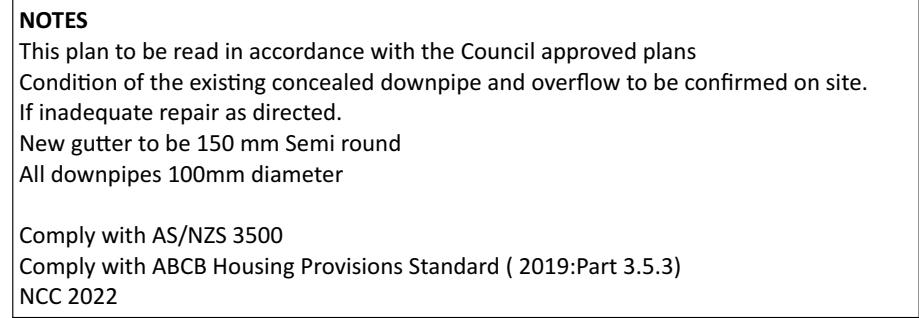 NOTES
This plan to be read in accordance with the Council approved plans
Condition of the existing concealed downpipe and overflow to be confirmed on site.
If inadequate repair as directed.
New gutter to be 150 mm Semi round
All downpipes 100mm diameter
Comply with AS/NZS 3500
Comply with ABCB Housing Provisions Standard ( 2019:Part 3.5.3)
NCC 2022